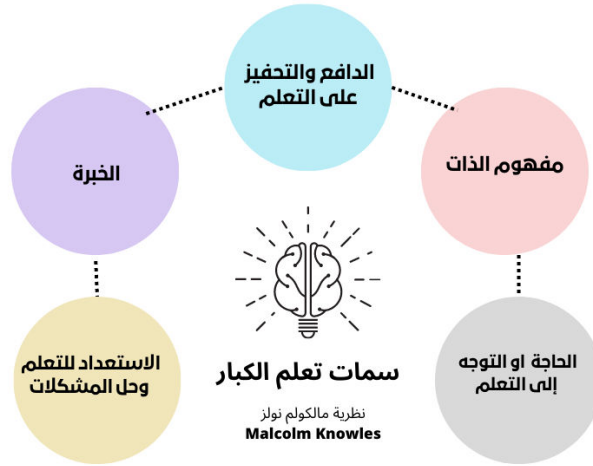 الدافع والتحفيز
على التعلم
مفهوم الذات
الخبرة
الحاجة او التوجه
إلى التعلم
الاستعداد للتعلم
وحل المشكلات
سمات تعلم الكبار
نظرية مالكولم نولز
Malcolm Knowles